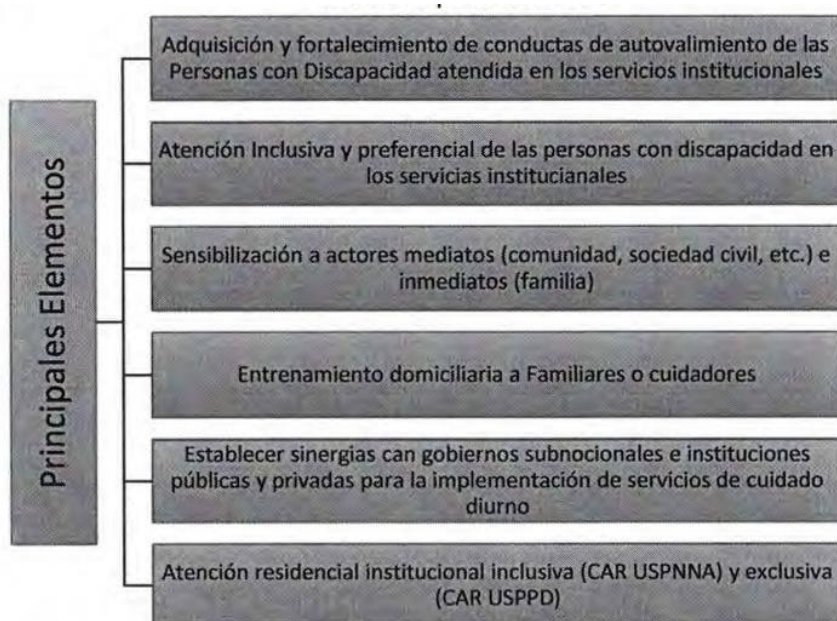 Principales Elementos
Adquisición y fortalecimiento de conductas de autovalimiento de las
Personas con Discapacidad atendida en los servicios institucionales
Atención Inclusiva y preferencial de las personas con discapacidad en
los servicias institucianales
Sensibilización a actores mediatos (comunidad, sociedad civil, etc.) e
inmediatos (familia)
Entrenamiento domiciliaria a Familiares o cuidadores
Establecer sinergias can gobiernos subnocionales e instituciones
públicas y privadas para la implementación de servicios de cuidado
diurno
Atención residencial institucional inclusiva (CAR USPNNA) y exclusiva
(CAR USPPD)